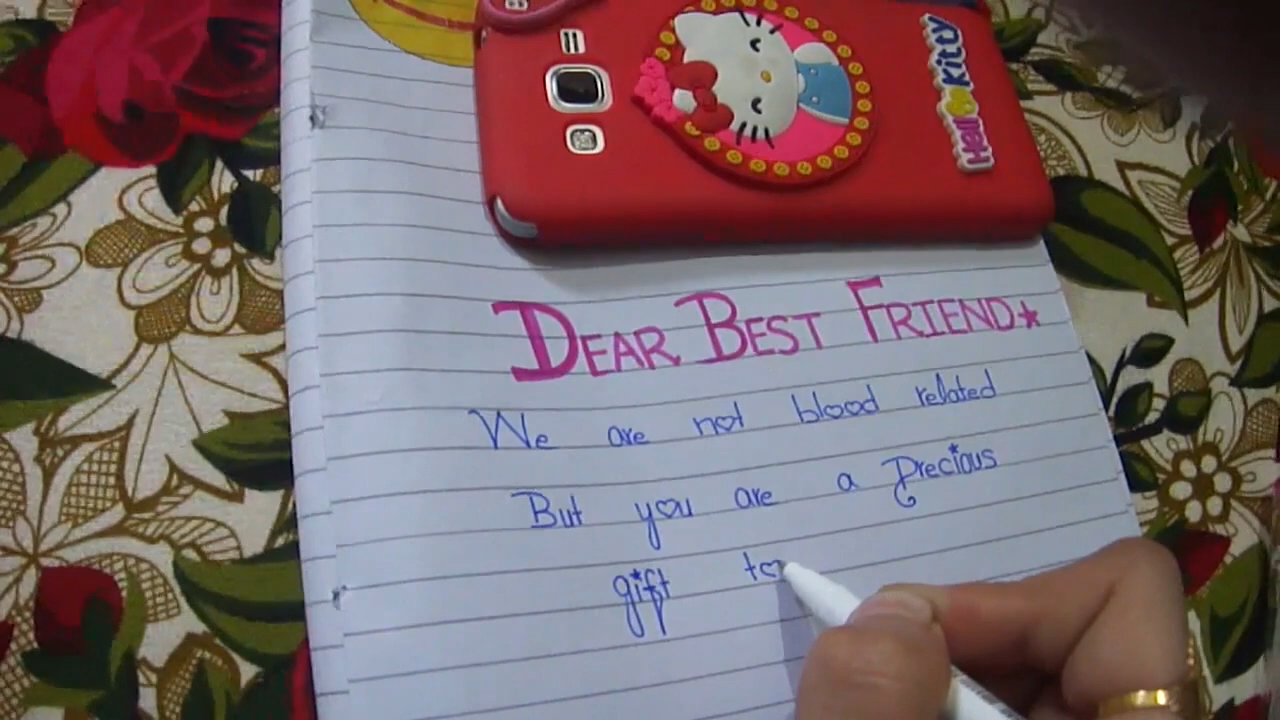 Hello Kitty
DEAR BEST FRIEND
We are not blood related
But you are a Precious
gift to